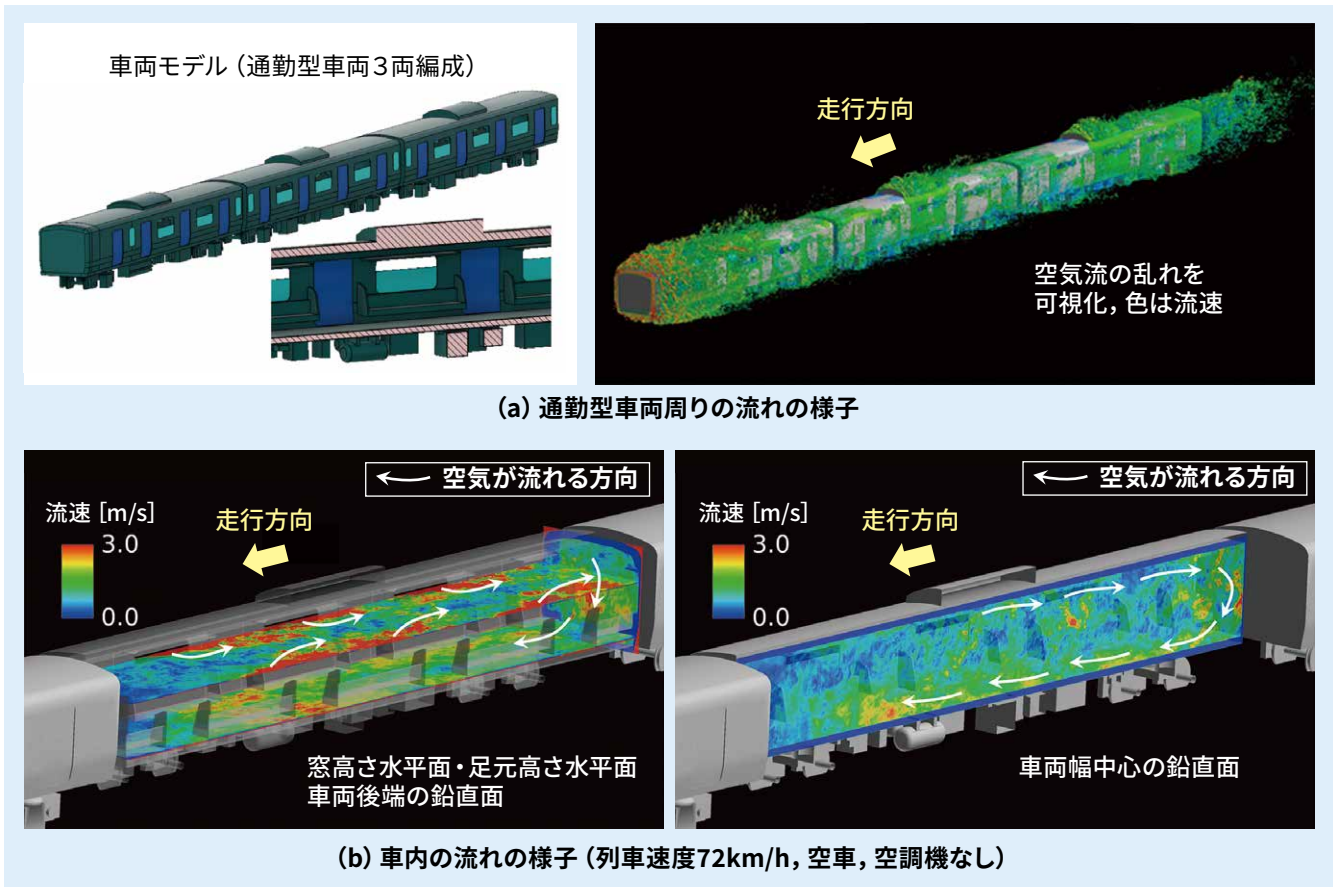 車両モデル（通勤型車両３両編成）
走行方向
空気流の乱れを
可視化，色は流速
（a）通勤型車両周りの流れの様子
空気が流れる方向
流速［m/s］
走行方向
3.0
0.0
窓高さ水平面・足元高さ水平面
車両後端の鉛直面
空気が流れる方向
流速［m/s］
走行方向
3.0
0.0
車両幅中心の鉛直面
（b）車内の流れの様子（列車速度72km/h，空車，空調機なし）